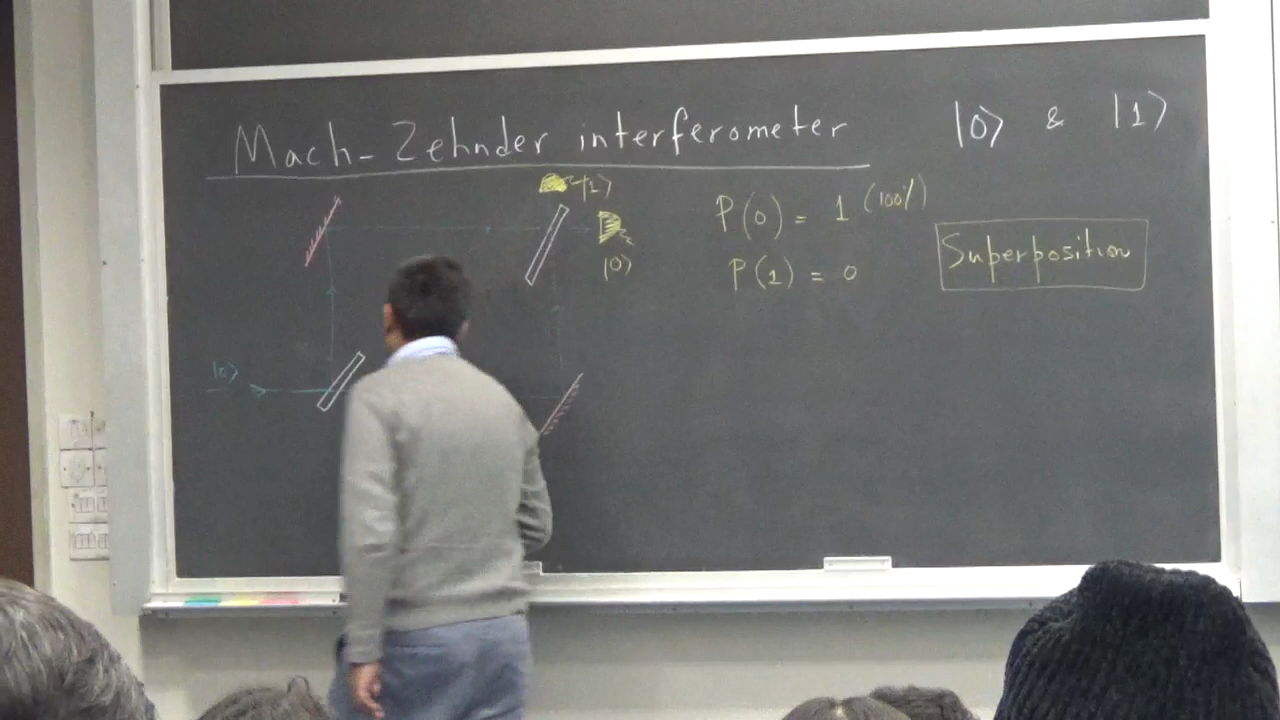 Mach-Zehnder interferometer
|0> & |1>
|1>
P(0) = 1 (100%)
Superposition
|0>
P(1) = 0
|0>